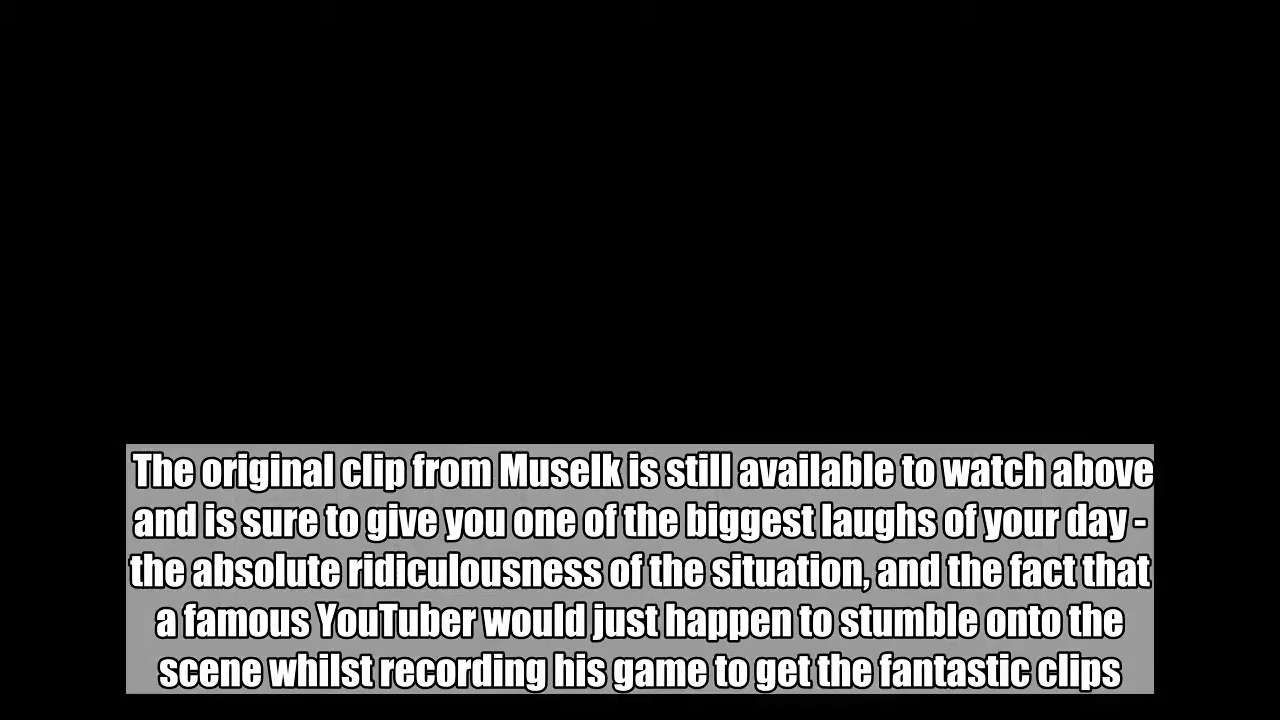 The original clip from Muselk is still available to watch above
and is sure to give you one of the biggest laughs of your day -
the absolute ridiculousness of the situation, and the fact that
a famous YouTuber would just happen to stumble onto the
scene whilst recording his game to get the fantastic clips